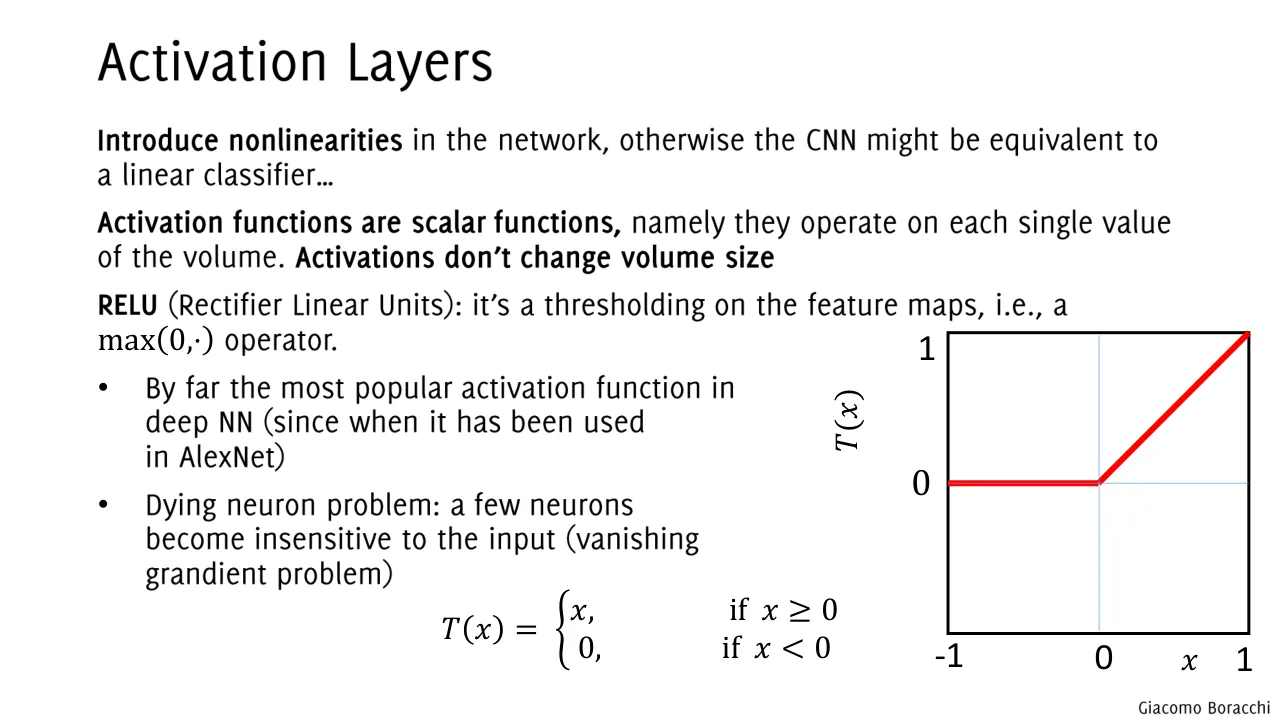 Activation Layers
Introduce nonlinearities in the network, otherwise the CNN might be equivalent to
a linear classifier…
Activation functions are scalar functions, namely they operate on each single value
of the volume. Activations don't change volume size
RELU (Rectifier Linear Units): it's a thresholding on the feature maps, i.e., a
max(0,·) operator.
• By far the most popular activation function in
deep NN (since when it has been used
in AlexNet)
• Dying neuron problem: a few neurons
become insensitive to the input (vanishing
grandient problem)
T(x) = { x, if x ≥ 0
0, if x < 0
1
T(x)
0
-1 0 x 1
Giacomo Boracchi